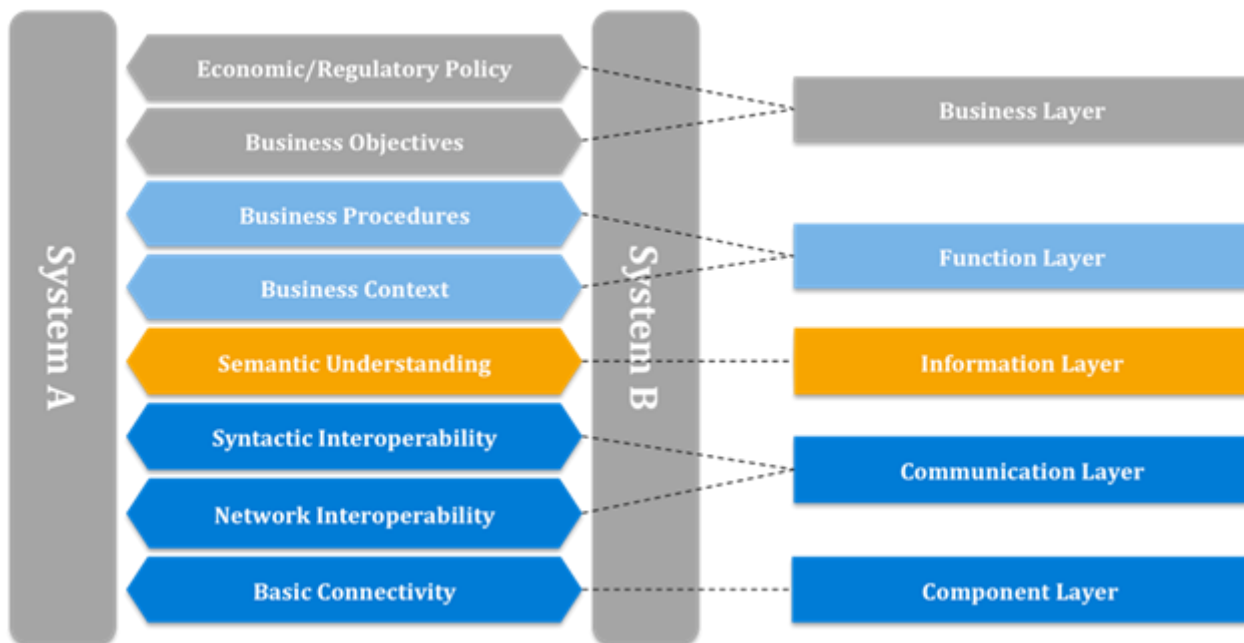 System A
Economic/Regulatory Policy
Business Objectives
Business Procedures
Business Context
Semantic Understanding
Syntactic Interoperability
Network Interoperability
Basic Connectivity
System B
Business Layer
Function Layer
Information Layer
Communication Layer
Component Layer